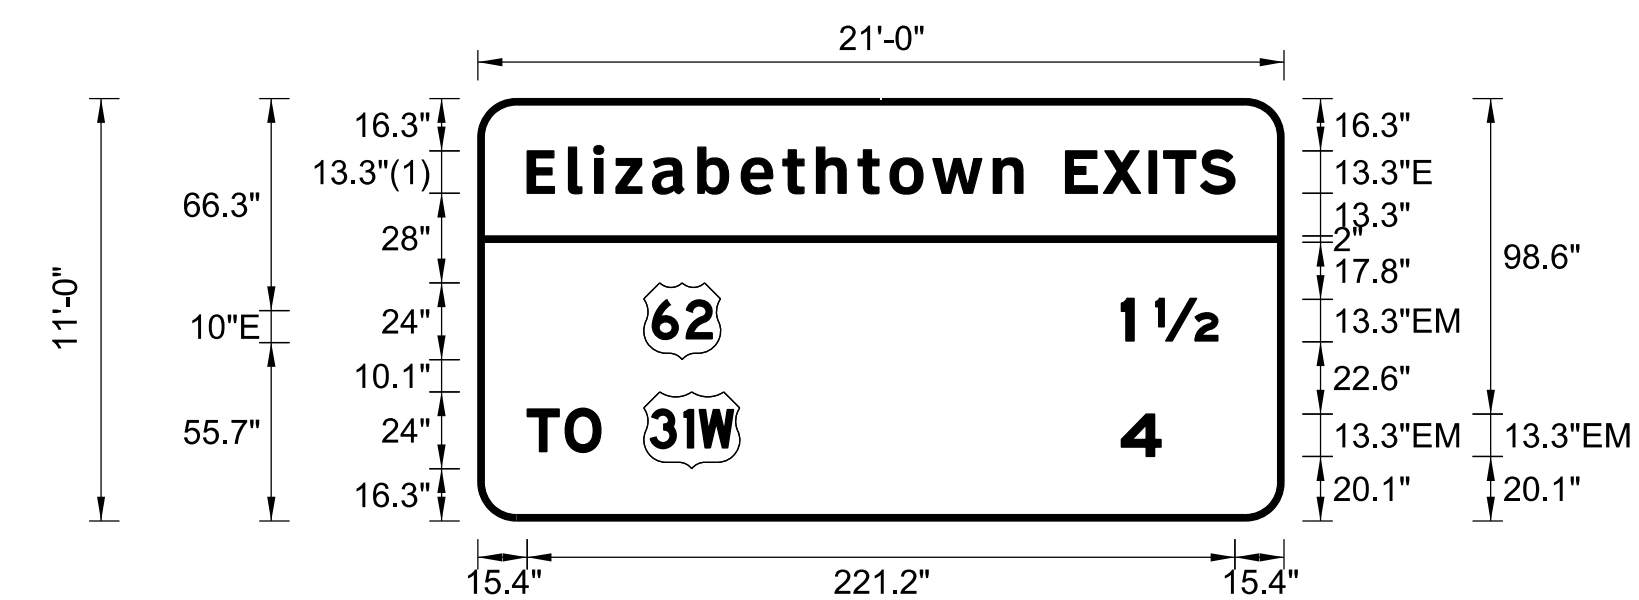 21'-0"
16.3" 16.3"
13.3"(1) Elizabethtown EXITS 13.3"E
66.3" 13.3"
28" 2"
11'-0" 17.8" 98.6"
10"E 24" 62 1 ½ 13.3"EM
10.1" 22.6"
55.7" 24" TO 31W 4 13.3"EM 13.3"EM
16.3" 20.1" 20.1"
15.4" 221.2" 15.4"